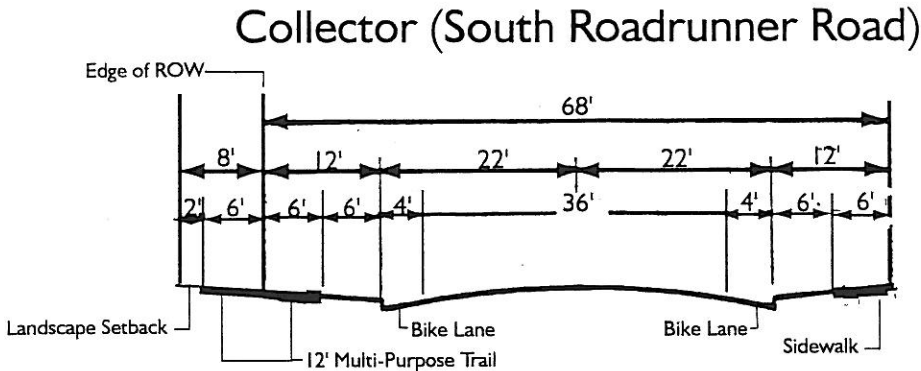 Collector (South Roadrunner Road)
Edge of ROW
68'
8' 12' 22' 22' 12'
2' 6' 6' 6' 4' 36' 4' 6' 6'
Landscape Setback
Bike Lane
Bike Lane
Sidewalk
12' Multi-Purpose Trail